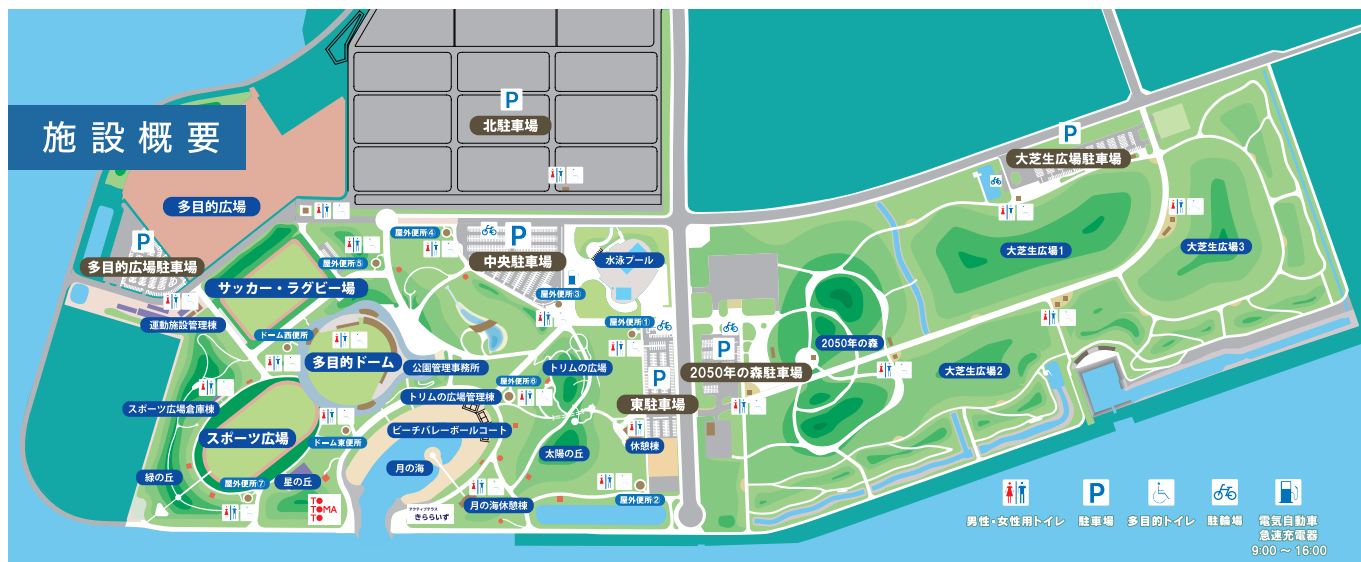 施設概要
P
北駐車場
P
大芝生広場駐車場
多目的広場
P
多目的広場駐車場
屋外便所④
P
中央駐車場
水泳プール
大芝生広場1
大芝生広場3
屋外便所⑤
サッカー・ラグビー場
屋外便所③
運動施設管理棟
ドーム西便所
屋外便所①
多目的ドーム
公園管理事務所
トリムの広場
P
2050年の森
2050年の森駐車場
大芝生広場2
屋外便所⑥
P
トリムの広場管理棟
東駐車場
スポーツ広場倉庫棟
スポーツ広場
ドーム東便所
ビーチバレーボールコート
太陽の丘
休憩棟
月の海
緑の丘
屋外便所⑦
星の丘
TO
TOMA
TO
月の海休憩棟
アクティブテラス
きららいず
屋外便所②
男性・女性用トイレ
P
駐車場
多目的トイレ
駐輪場
電気自動車
急速充電器
9:00 ～ 16:00